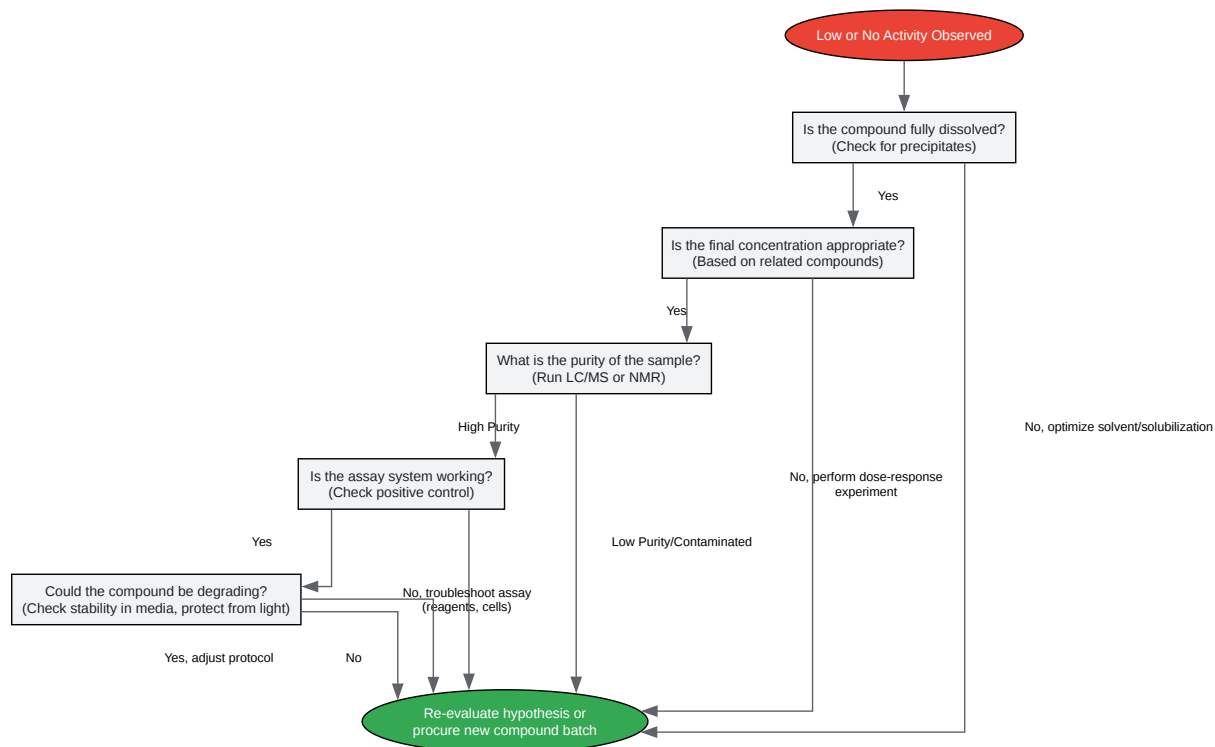 Low or No Activity Observed
Is the compound fully dissolved?
(Check for precipitates)
Yes
Is the final concentration appropriate?
(Based on related compounds)
Yes
What is the purity of the sample?
(Run LC/MS or NMR)
High Purity
No, optimize solvent/solubilization
Is the assay system working?
(Check positive control)
No, perform dose-response
experiment
Yes
Low Purity/Contaminated
Could the compound be degrading?
(Check stability in media, protect from light)
No, troubleshoot assay
(reagents, cells)
Yes, adjust protocol
No
Re-evaluate hypothesis or
procure new compound batch